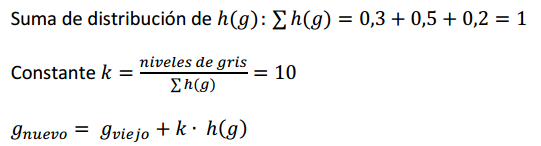 Suma de distribución de h(g): ∑h(g) = 0,3 + 0,5 + 0,2 = 1
Constante k = niveles de gris / ∑h(g) = 10
g_nuevo = g_viejo + k · h(g)